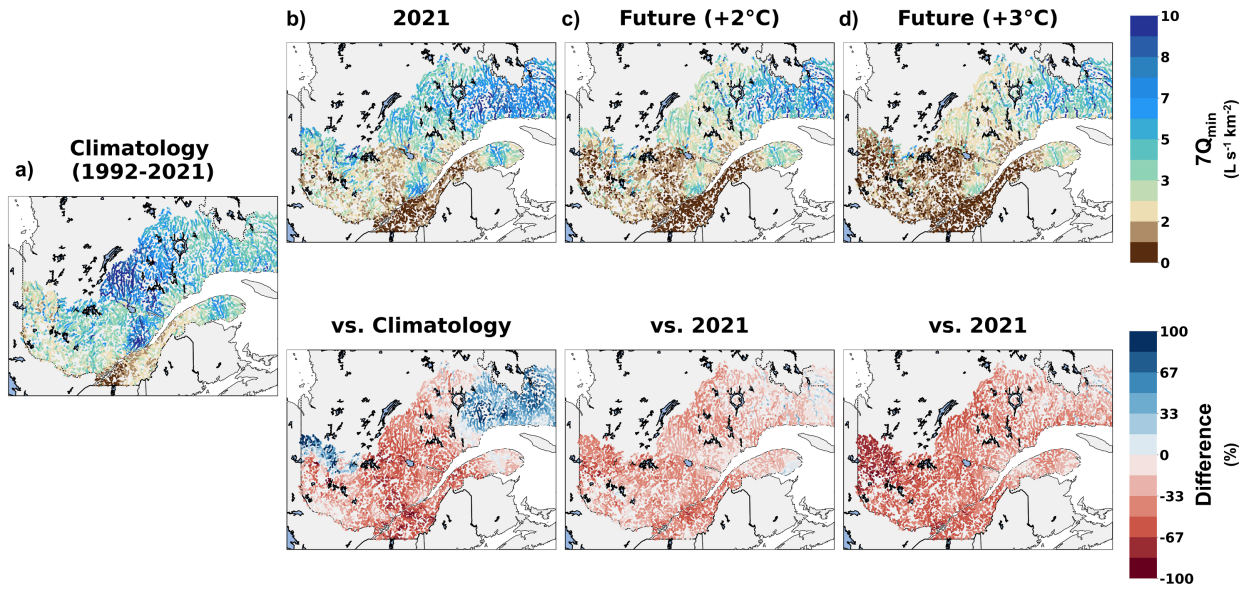 b)
2021
c)
Future (+2°C)
d)
Future (+3°C)
10
8
7
5
3
2
0
7Qmin
(L s⁻¹ km⁻²)
a)
Climatology
(1992-2021)
vs. Climatology
vs. 2021
vs. 2021
100
67
33
0
-33
-67
-100
Difference
(%)